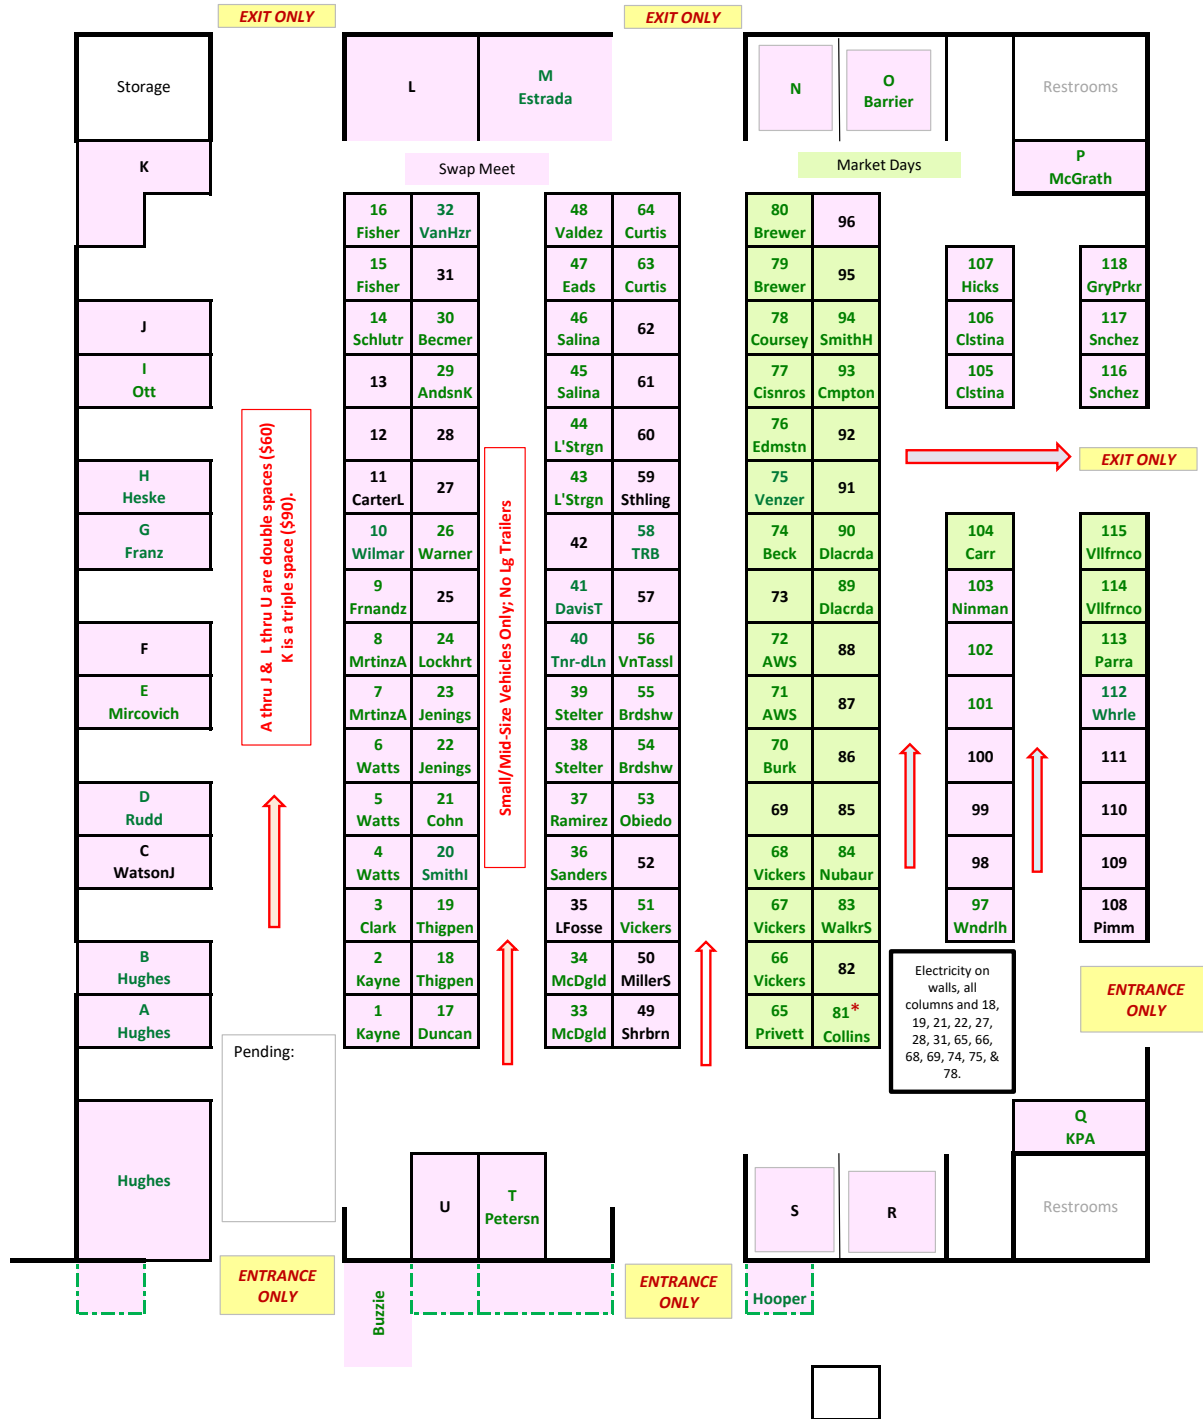 EXIT ONLY
EXIT ONLY
Storage
L
M
Estrada
N
O
Barrier
Restrooms
K
Swap Meet
Market Days
P
McGrath
16
Fisher
32
VanHzr
48
Valdez
64
Curtis
80
Brewer
96
15
Fisher
31
47
Eads
63
Curtis
79
Brewer
95
107
Hicks
118
GryPrkr
J
14
Schlutr
30
Becmer
46
Salina
62
78
Coursey
94
SmithH
106
Clstina
117
Snchez
I
Ott
13
29
AndsnK
45
Salina
61
77
Cisnros
93
Cmpton
105
Clstina
116
Snchez
A thru J & L thru U are double spaces ($60)
K is a triple space ($90).
12
28
44
L'Strgn
60
76
Edmstn
92
EXIT ONLY
Small/Mid-Size Vehicles Only; No Lg Trailers
H
Heske
11
CarterL
27
43
L'Strgn
59
Sthling
75
Venzer
91
G
Franz
10
Wilmar
26
Warner
42
58
TRB
74
Beck
90
Dlacrda
104
Carr
115
Vllfrnco
9
Frnandz
25
41
DavisT
57
73
89
Dlacrda
103
Ninman
114
Vllfrnco
F
8
MrtinzA
24
Lockhrt
40
Tnr-dLn
56
VnTassl
72
AWS
88
102
113
Parra
E
Mircovich
7
MrtinzA
23
Jenings
39
Stelter
55
Brdshw
71
AWS
87
101
112
Whrle
6
Watts
22
Jenings
38
Stelter
54
Brdshw
70
Burk
86
100
111
D
Rudd
5
Watts
21
Cohn
37
Ramirez
53
Obiedo
69
85
99
110
C
WatsonJ
4
Watts
20
SmithI
36
Sanders
52
68
Vickers
84
Nubaur
98
109
3
Clark
19
Thigpen
35
LFosse
51
Vickers
67
Vickers
83
WalkrS
97
Wndrlh
108
Pimm
B
Hughes
2
Kayne
18
Thigpen
34
McDgld
50
MillerS
66
Vickers
82
Electricity on
walls, all
columns and 18,
19, 21, 22, 27,
28, 31, 65, 66,
68, 69, 74, 75, &
78.
ENTRANCE
ONLY
A
Hughes
1
Kayne
17
Duncan
33
McDgld
49
Shrbrn
65
Privett
81*
Collins
Pending:
Q
KPA
Hughes
U
T
Petersn
S
R
Restrooms
ENTRANCE
ONLY
Buzzie
ENTRANCE
ONLY
Hooper